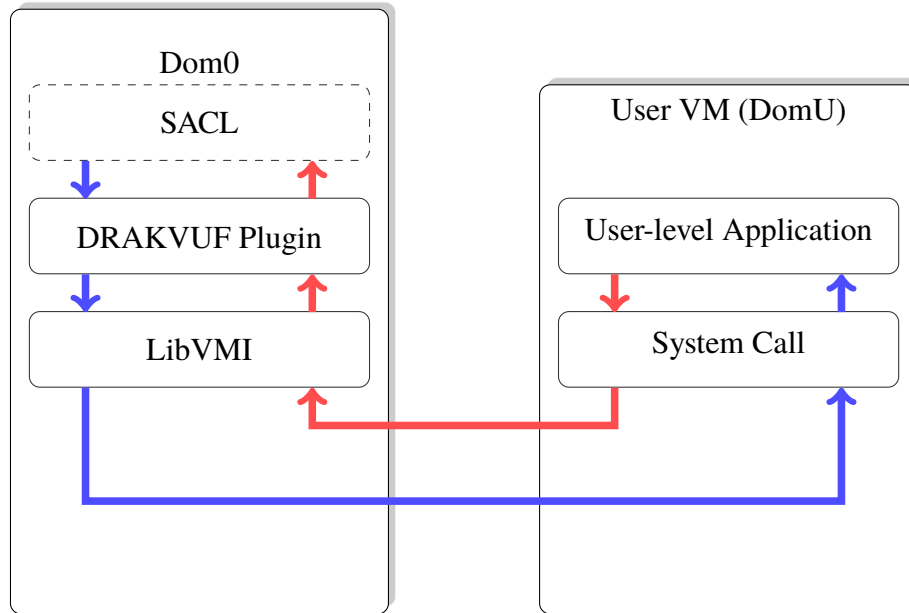 Dom0
SACL
DRAKVUF Plugin
LibVMI
User VM (DomU)
User-level Application
System Call